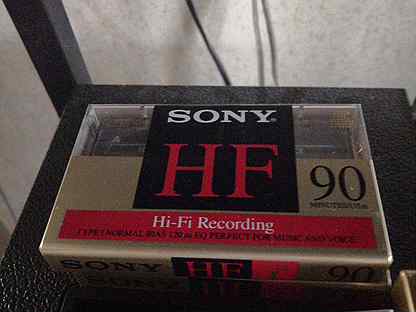 SONY
HF
90
MINUTES/135m
Hi-Fi Recording
TYPE I NORMAL BIAS 120 μs EQ PERFECT FOR MUSIC AND VOICE
SONY HF 90